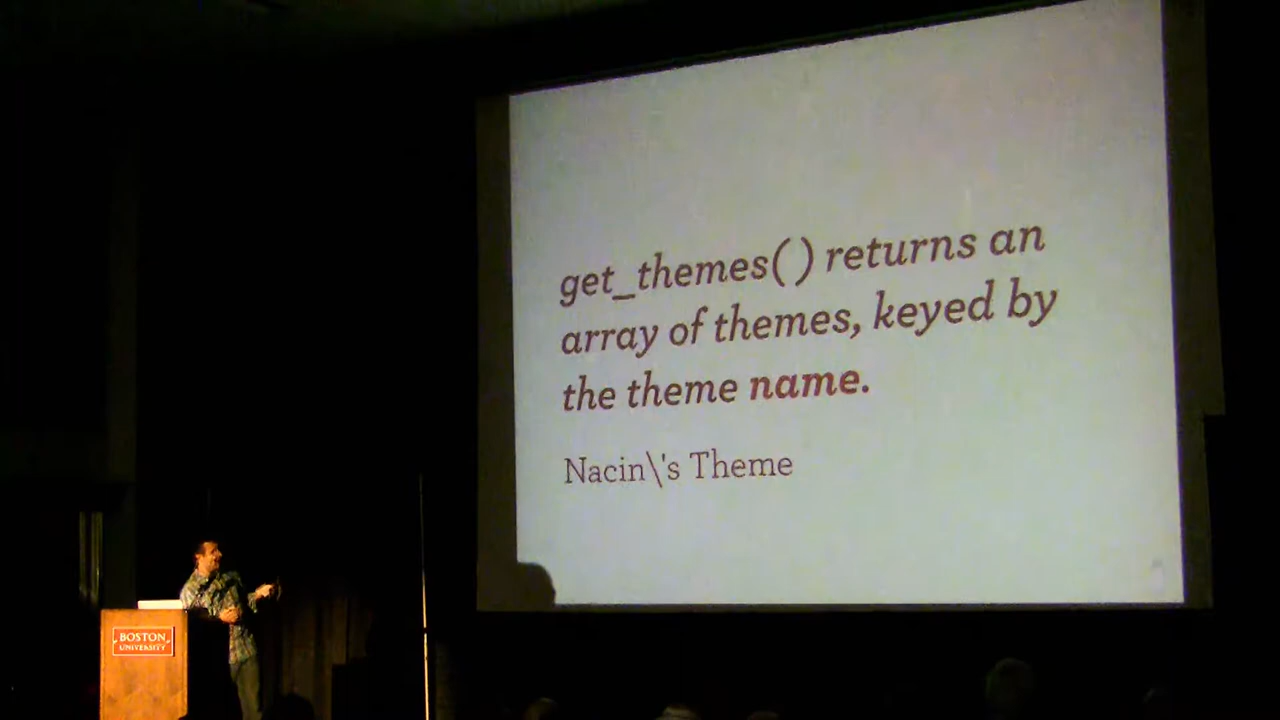 get_themes() returns an
array of themes, keyed by
the theme name.
Nacin\'s Theme
BOSTON
UNIVERSITY